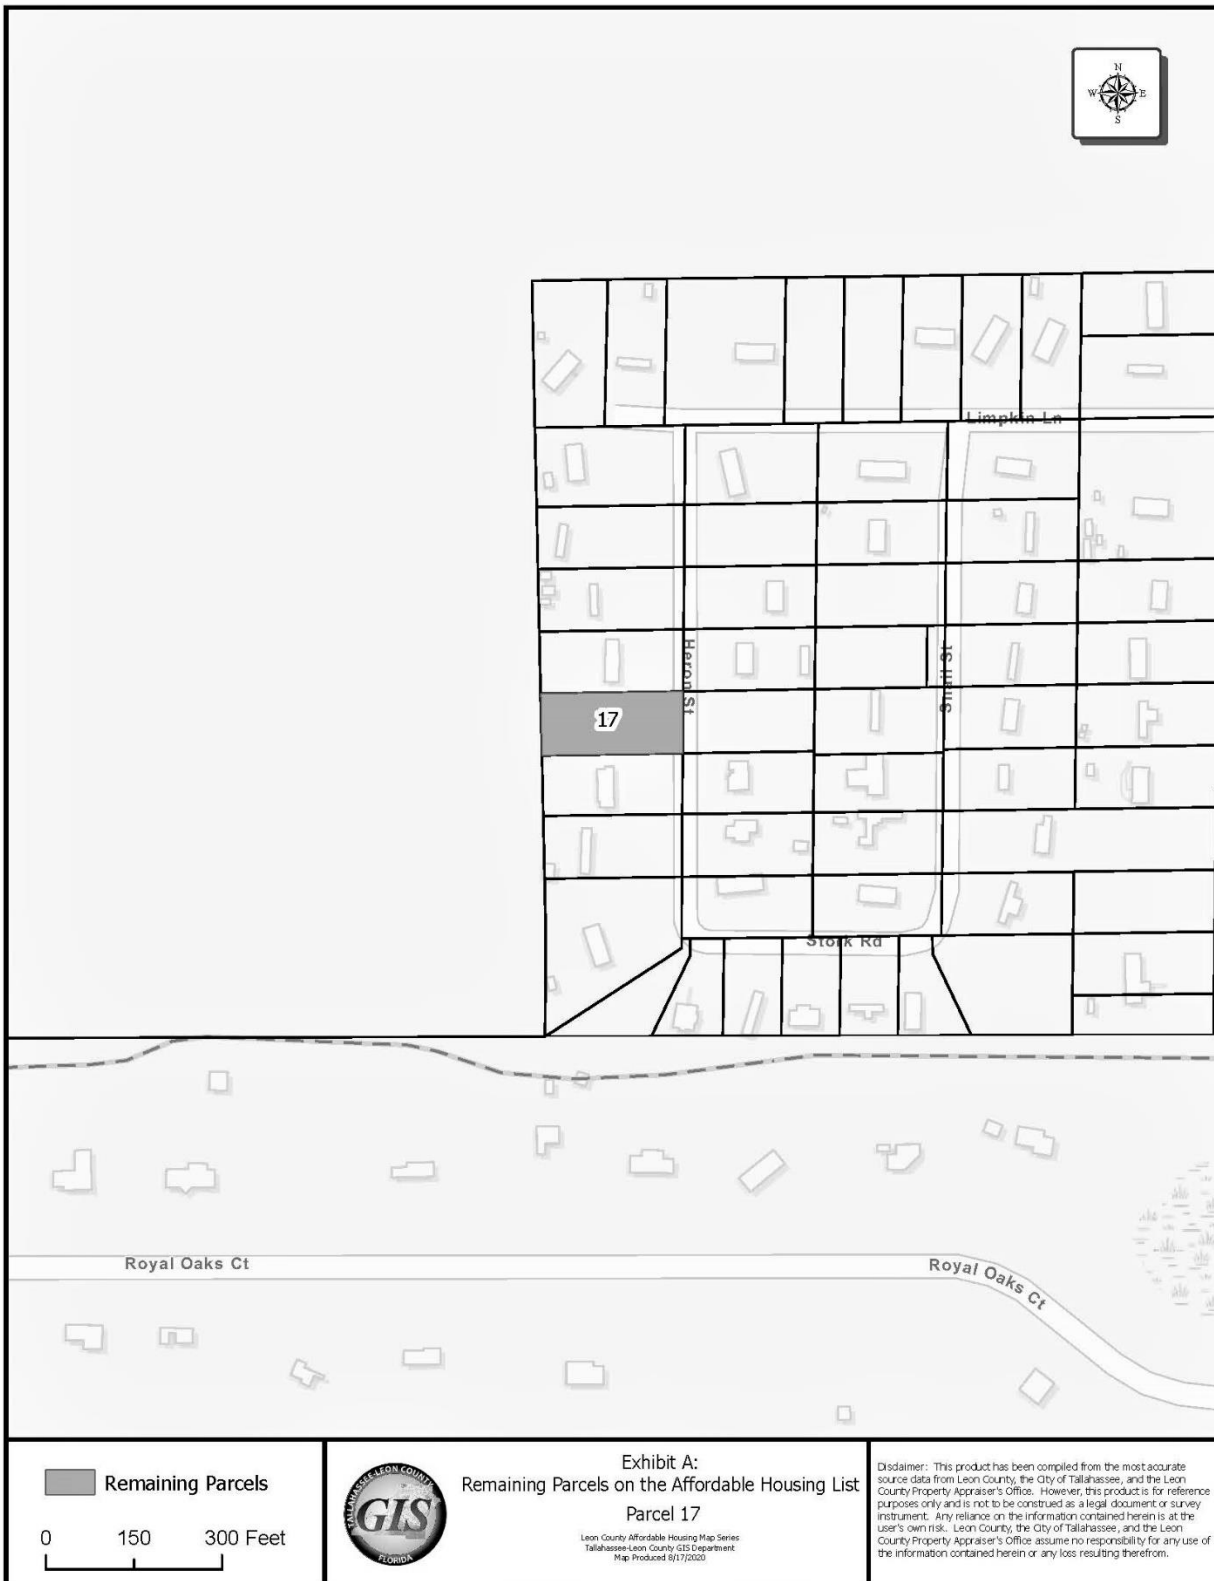 N
W E
S
Limpkin Ln
Heron St
Snail St
17
Stork Rd
Royal Oaks Ct
Royal Oaks Ct
Remaining Parcels
0 150 300 Feet
TALLAHASSEE-LEON COUNTY
GIS
FLORIDA
Exhibit A:
Remaining Parcels on the Affordable Housing List
Parcel 17
Leon County Affordable Housing Map Series
Tallahassee-Leon County GIS Department
Map Produced 8/17/2020
Disclaimer: This product has been compiled from the most accurate
source data from Leon County, the City of Tallahassee, and the Leon
County Property Appraiser's Office. However, this product is for reference
purposes only and is not to be construed as a legal document or survey
instrument. Any reliance on the information contained herein is at the
user's own risk. Leon County, the City of Tallahassee, and the Leon
County Property Appraiser's Office assume no responsibility for any use of
the information contained herein or any loss resulting therefrom.